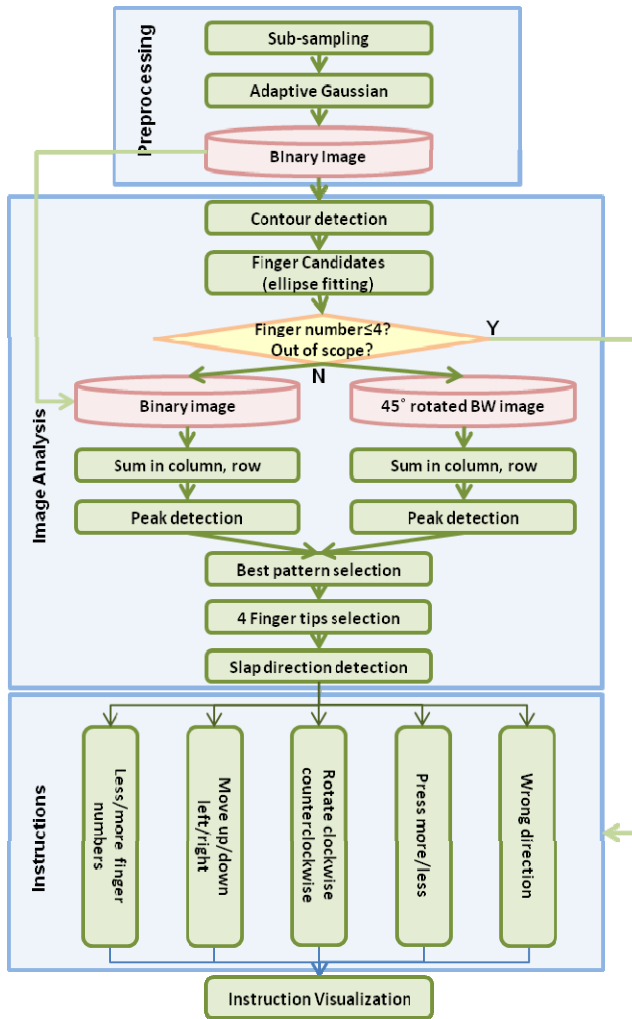 Preprocessing
Sub-sampling
Adaptive Gaussian
BInary Image
Image Analysis
Contour detection
Finger Candidates
(ellipse fitting)
Finger number≤4?
Out of scope?
Y
N
Binary image
45° rotated BW image
Sum in column, row
Sum in column, row
Peak detection
Peak detection
Best pattern selection
4 Finger tips selection
Slap direction detection
Instructions
Less/more finger
numbers
Move up/down
left/right
Rotate clockwise
counterclockwise
Press more/less
Wrong direction
Instruction Visualization